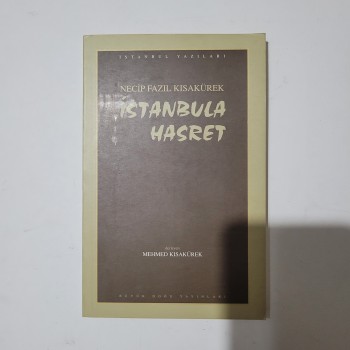 İSTANBUL YAZILARI
NECİP FAZIL KISAKÜREK
İSTANBULA
HASRET
MEHMED KISAKÜREK
BÜYÜK DOĞU YAYINLARI